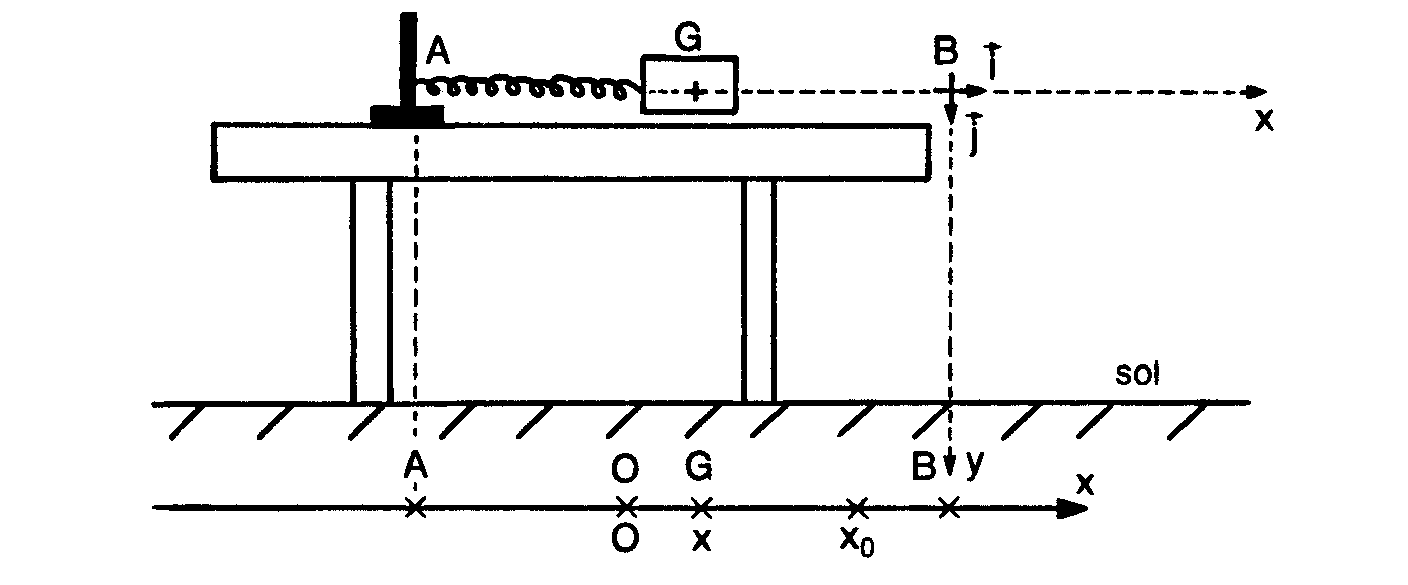 A G B i⃗
x
j⃗
sol
A O G B y x
O x x₀